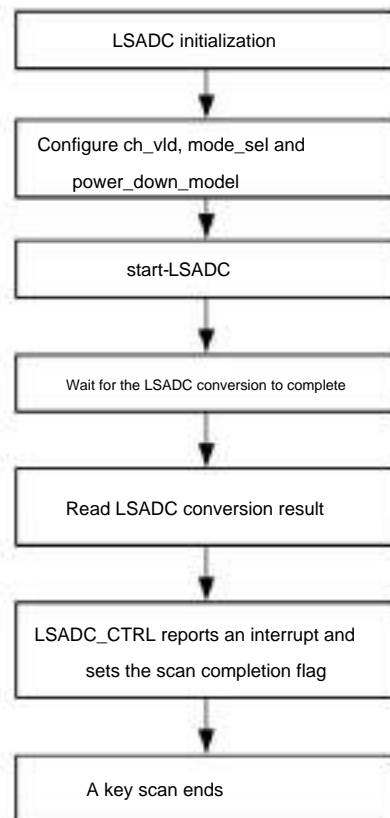 LSADC initialization
Configure ch_vld, mode_sel and
power_down_model
start-LSADC
Wait for the LSADC conversion to complete
Read LSADC conversion result
LSADC_CTRL reports an interrupt and
sets the scan completion flag
A key scan ends